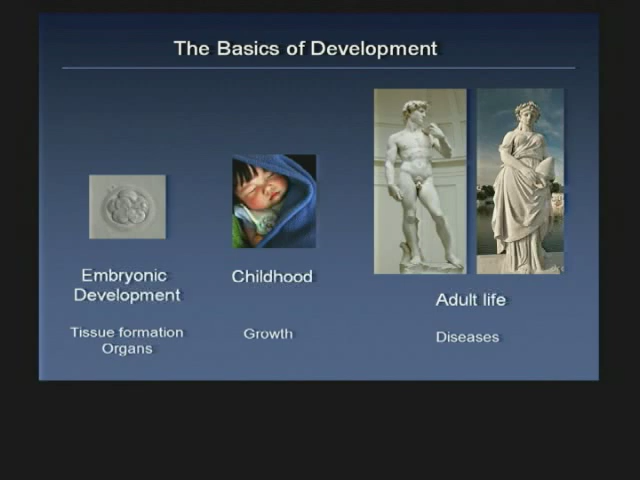 The Basics of Development
Embryonic
Development
Childhood
Adult life
Tissue formation
Organs
Growth
Diseases